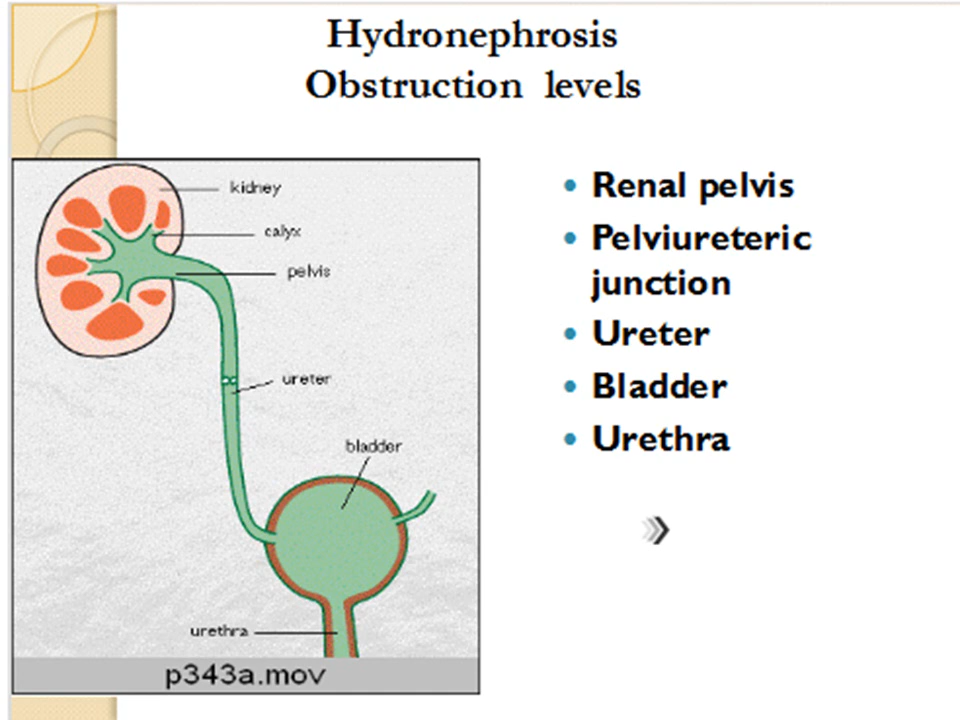 Hydronephrosis
Obstruction levels
kidney
calyx
pelvis
ureter
bladder
urethra
p343a.mov
• Renal pelvis
• Pelviureteric
junction
• Ureter
• Bladder
• Urethra